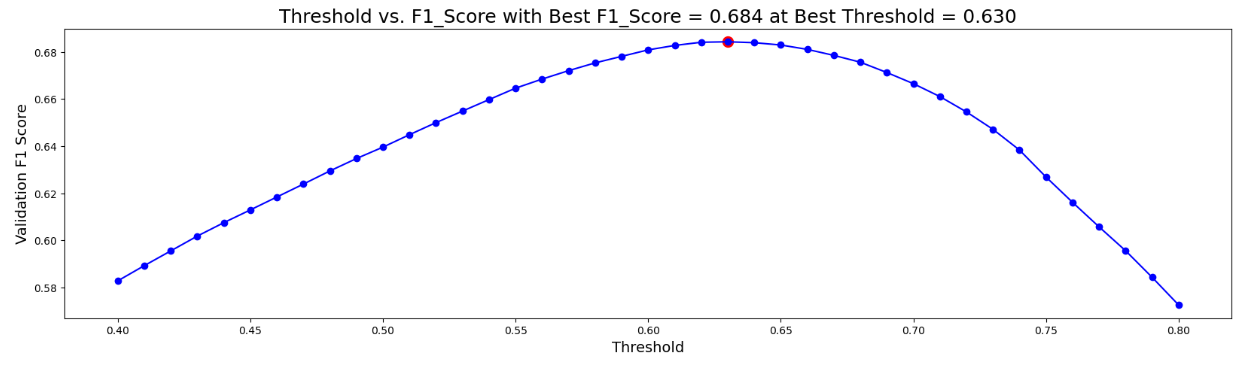 Threshold vs. F1_Score with Best F1_Score = 0.684 at Best Threshold = 0.630
Validation F1 Score
0.68
0.66
0.64
0.62
0.60
0.58
0.40 0.45 0.50 0.55 0.60 0.65 0.70 0.75 0.80
Threshold